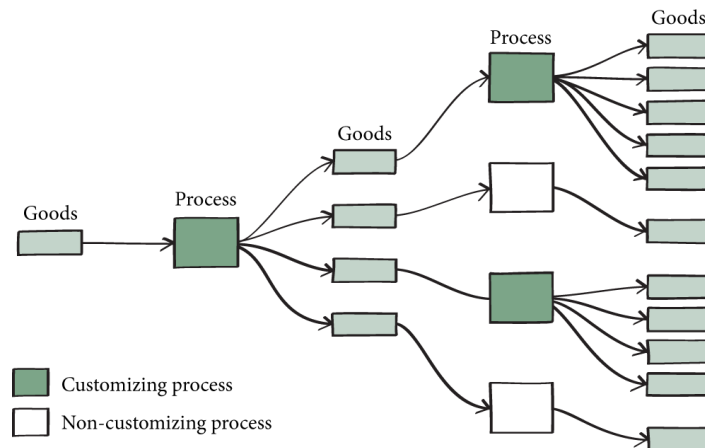 Goods
Process
Goods
Process
Goods
Customizing process
Non-customizing process